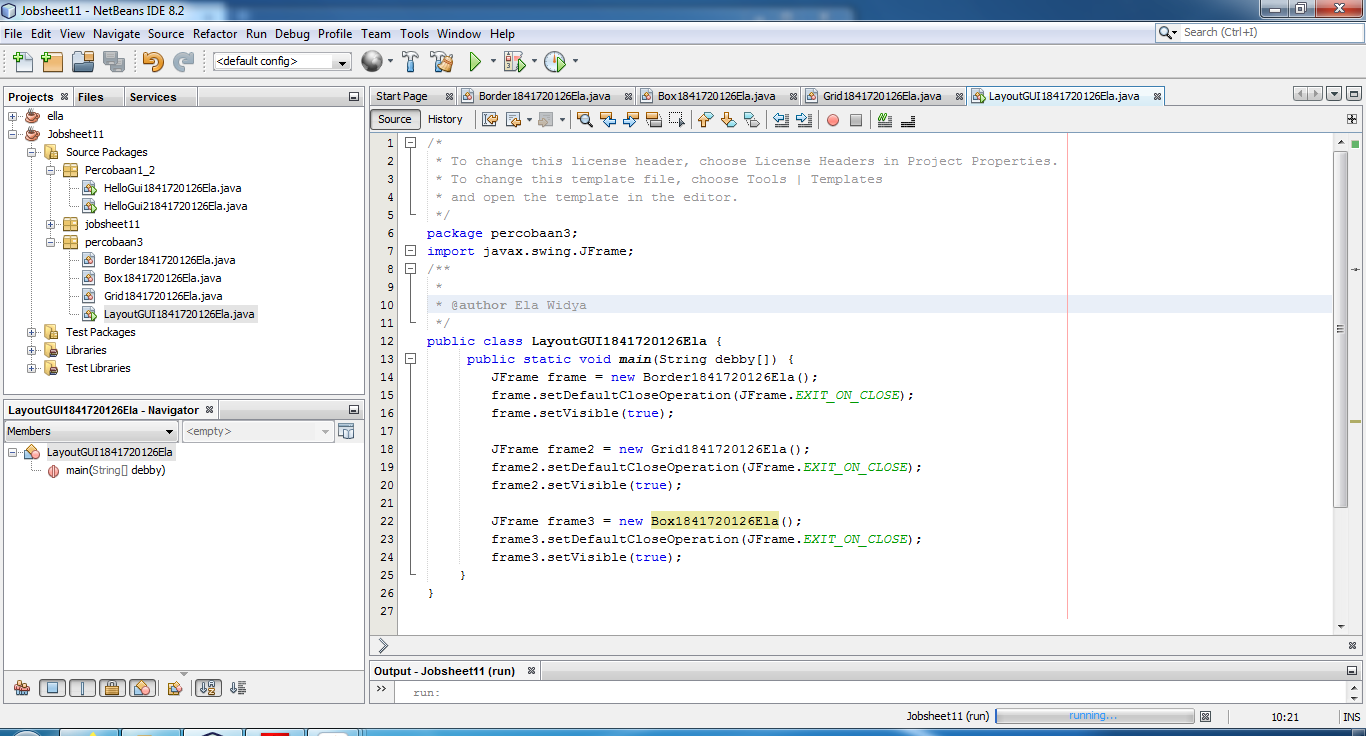 Jobsheet11 - NetBeans IDE 8.2
File Edit View Navigate Source Refactor Run Debug Profile Team Tools Window Help
Search (Ctrl+I)
<default config>
Projects Files Services
ella
Jobsheet11
Source Packages
Percobaan1_2
HelloGui1841720126Ela.java
HelloGui21841720126Ela.java
jobsheet11
percobaan3
Border1841720126Ela.java
Box1841720126Ela.java
Grid1841720126Ela.java
LayoutGUI1841720126Ela.java
Test Packages
Libraries
Test Libraries
LayoutGUI1841720126Ela - Navigator
Members <empty>
LayoutGUI1841720126Ela
main(String[] debby)
Start Page Border1841720126Ela.java Box1841720126Ela.java Grid1841720126Ela.java LayoutGUI1841720126Ela.java
Source History
1 /*
2 * To change this license header, choose License Headers in Project Properties.
3 * To change this template file, choose Tools | Templates
4 * and open the template in the editor.
5 */
6 package percobaan3;
7 import javax.swing.JFrame;
8 /**
9 *
10 * @author Ela Widya
11 */
12 public class LayoutGUI1841720126Ela {
13 public static void main(String debby[]) {
14 JFrame frame = new Border1841720126Ela();
15 frame.setDefaultCloseOperation(JFrame.EXIT_ON_CLOSE);
16 frame.setVisible(true);
17
18 JFrame frame2 = new Grid1841720126Ela();
19 frame2.setDefaultCloseOperation(JFrame.EXIT_ON_CLOSE);
20 frame2.setVisible(true);
21
22 JFrame frame3 = new Box1841720126Ela();
23 frame3.setDefaultCloseOperation(JFrame.EXIT_ON_CLOSE);
24 frame3.setVisible(true);
25 }
26 }
27
Output - Jobsheet11 (run)
run:
Jobsheet11 (run) running... 10:21 INS